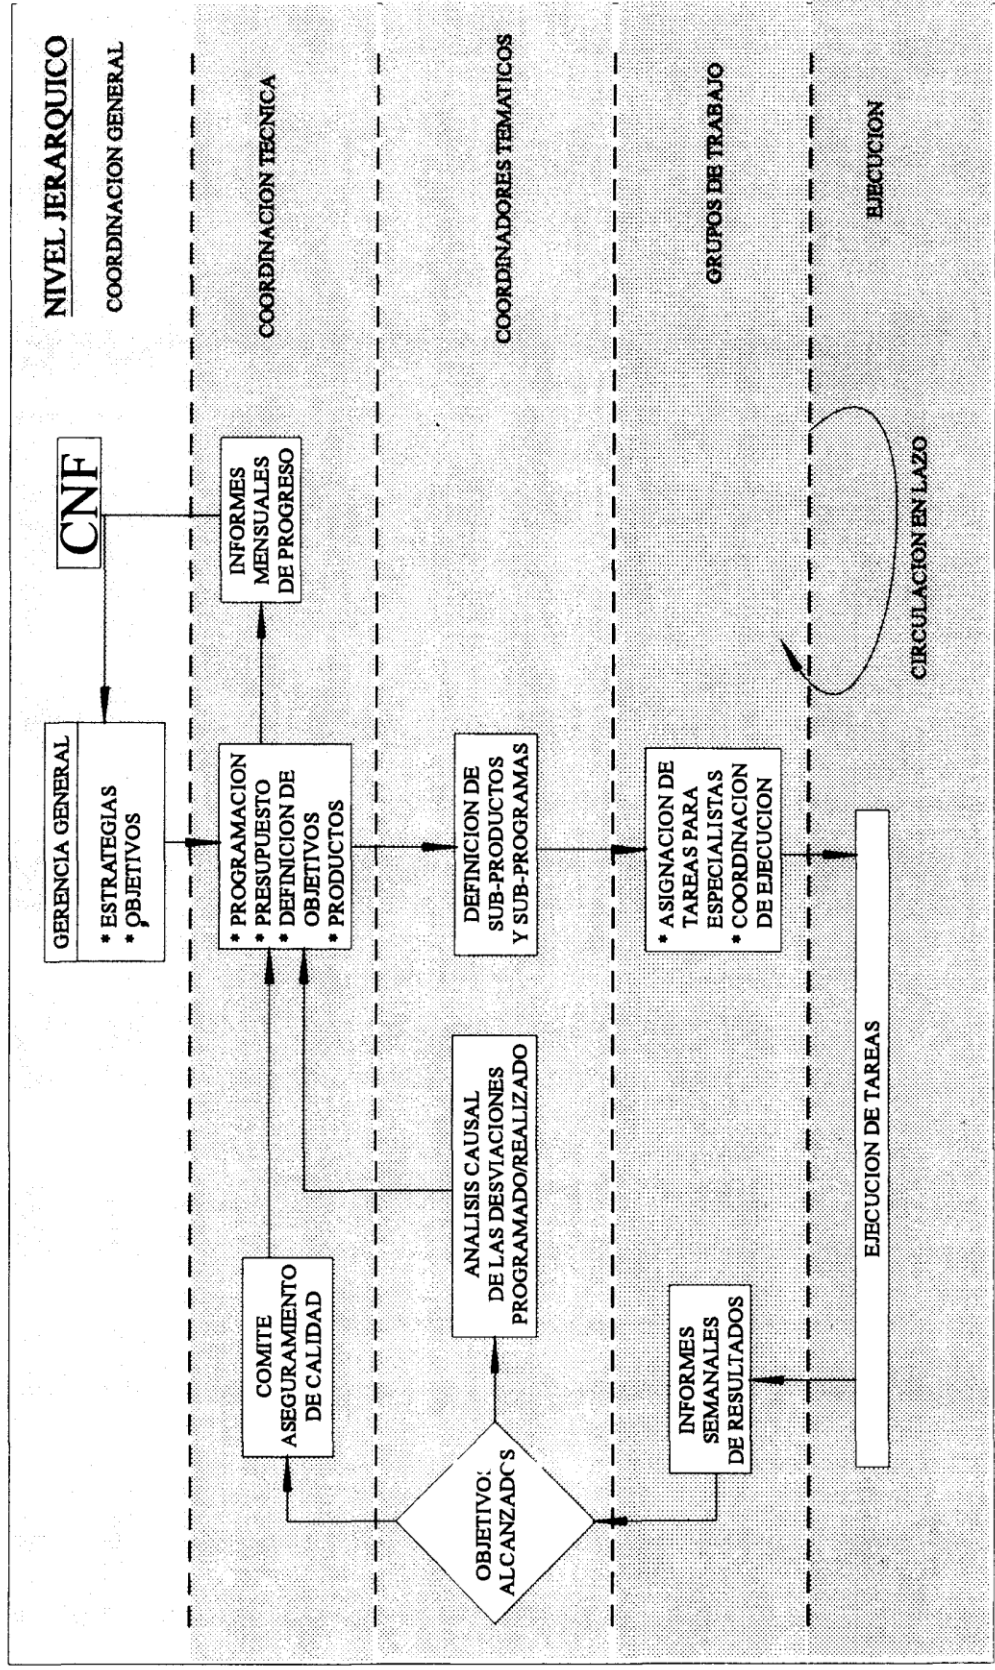 NIVEL JERARQUICO
COORDINACION GENERAL
CNF
GERENCIA GENERAL
* ESTRATEGIAS
* OBJETIVOS
COORDINACION TECNICA
INFORMES
MENSUALES
DE PROGRESO
* PROGRAMACION
* PRESUPUESTO
* DEFINICION DE
OBJETIVOS
* PRODUCTOS
COMITE
ASEGURAMIENTO
DE CALIDAD
COORDINADORES TEMATICOS
DEFINICION DE
SUB-PRODUCTOS
Y SUB-PROGRAMAS
ANALISIS CAUSAL
DE LAS DESVIACIONES
PROGRAMADO/REALIZADO
OBJETIVOS
ALCANZADOS
GRUPOS DE TRABAJO
* ASIGNACION DE
TAREAS PARA
ESPECIALISTAS
* COORDINACION
DE EJECUCION
INFORMES
SEMANALES
DE RESULTADOS
EJECUCION
CIRCULACION EN LAZO
EJECUCION DE TAREAS